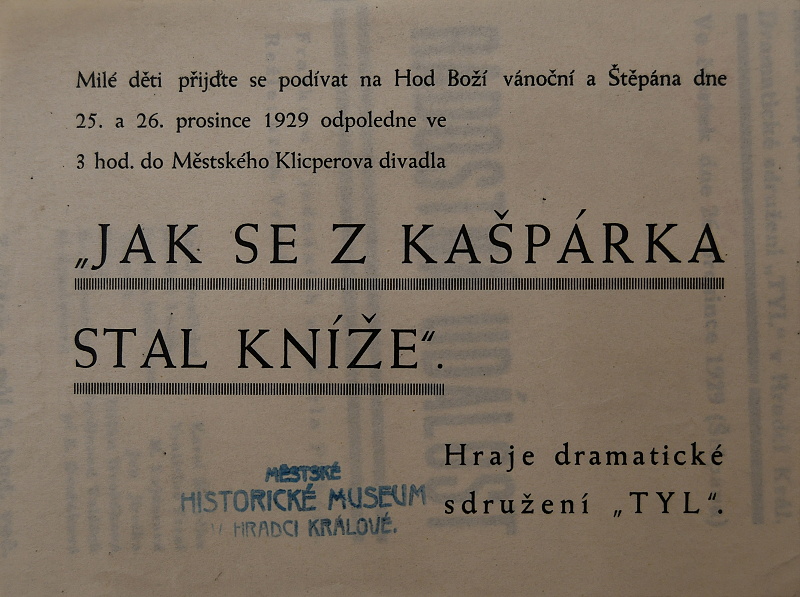 Milé děti přijďte se podívat na Hod Boží vánoční a Štěpána dne
25. a 26. prosince 1929 odpoledne ve
3 hod. do Městského Klicperova divadla
„JAK SE Z KAŠPÁRKA
STAL KNÍŽE“.
Hraje dramatické
sdružení „TYL“.
MĚSTSKÉ
HISTORICKÉ MUSEUM
V HRADCI KRÁLOVÉ.